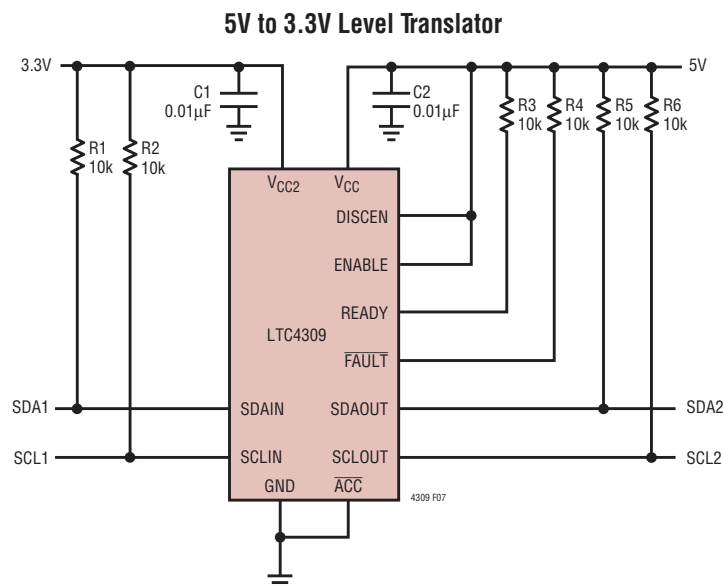 5V to 3.3V Level Translator
3.3V
5V
C1
0.01µF
C2
0.01µF
R1
10k
R2
10k
R3
10k
R4
10k
R5
10k
R6
10k
VCC2
VCC
DISCEN
ENABLE
READY
LTC4309
FAULT
SDA1
SDAIN
SDAOUT
SDA2
SCL1
SCLIN
SCLOUT
SCL2
GND
ACC
4309 F07